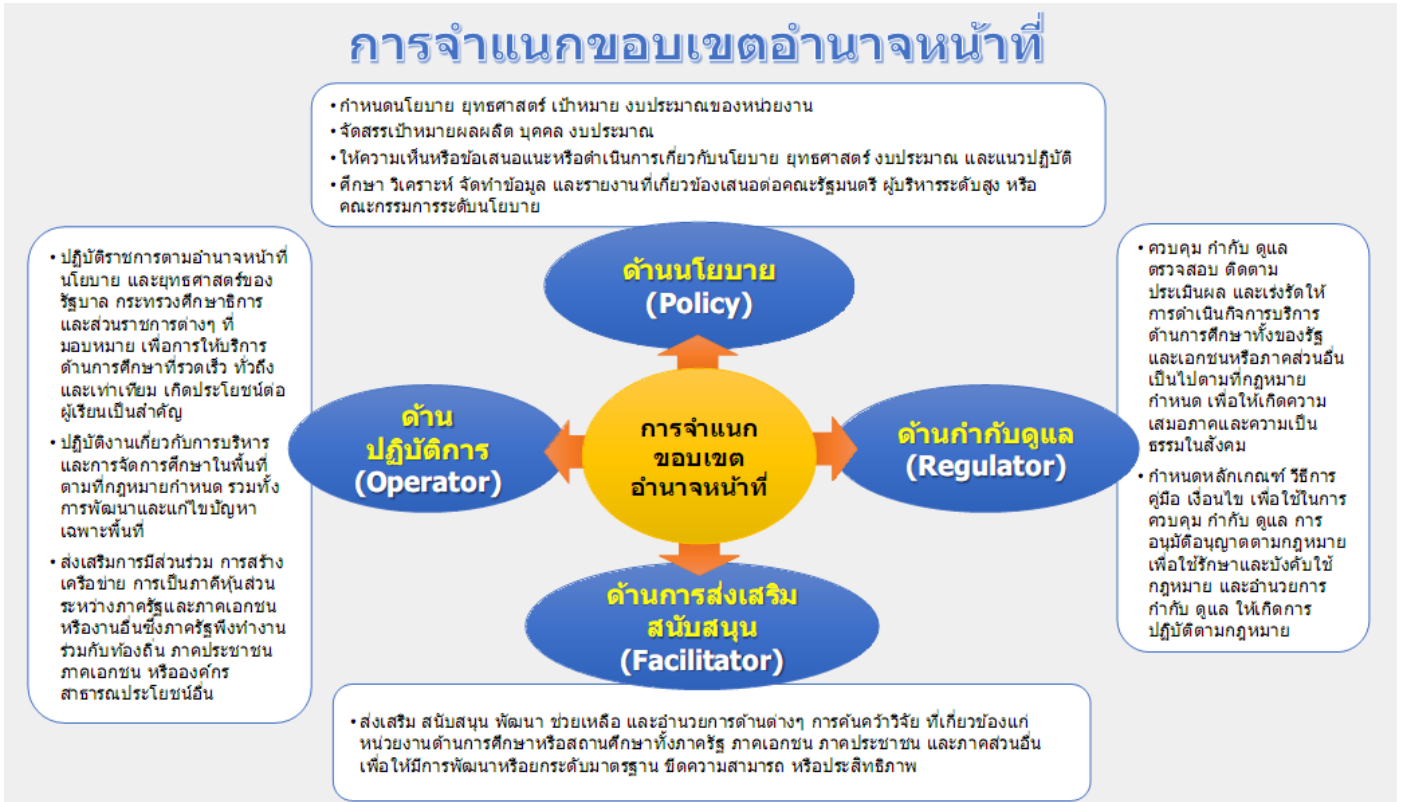 การจำแนกขอบเขตอำนาจหน้าที่
• กำหนดนโยบาย ยุทธศาสตร์ เป้าหมาย งบประมาณของหน่วยงาน
• จัดสรรเป้าหมายผลผลิต บุคคล งบประมาณ
• ให้ความเห็นหรือข้อเสนอแนะหรือดำเนินการเกี่ยวกับนโยบาย ยุทธศาสตร์ งบประมาณ และแนวปฏิบัติ
• ศึกษา วิเคราะห์ จัดทำข้อมูล และรายงานที่เกี่ยวข้องเสนอต่อคณะรัฐมนตรี ผู้บริหารระดับสูง หรือ
คณะกรรมการระดับนโยบาย
ด้านนโยบาย
(Policy)
• ปฏิบัติราชการตามอำนาจหน้าที่
นโยบาย และยุทธศาสตร์ของ
รัฐบาล กระทรวงศึกษาธิการ
และส่วนราชการต่างๆ ที่
มอบหมาย เพื่อการให้บริการ
ด้านการศึกษาที่รวดเร็ว ทั่วถึง
และเท่าเทียม เกิดประโยชน์ต่อ
ผู้เรียนเป็นสำคัญ
• ปฏิบัติงานเกี่ยวกับการบริหาร
และการจัดการศึกษาในพื้นที่
ตามที่กฎหมายกำหนด รวมทั้ง
การพัฒนาและแก้ไขปัญหา
เฉพาะพื้นที่
• ส่งเสริมการมีส่วนร่วม การสร้าง
เครือข่าย การเป็นภาคีหุ้นส่วน
ระหว่างภาครัฐและภาคเอกชน
หรืองานอื่นซึ่งภาครัฐพึงทำงาน
ร่วมกับท้องถิ่น ภาคประชาชน
ภาคเอกชน หรือองค์กร
สาธารณประโยชน์อื่น
ด้าน
ปฏิบัติการ
(Operator)
การจำแนก
ขอบเขต
อำนาจหน้าที่
ด้านกำกับดูแล
(Regulator)
• ควบคุม กำกับ ดูแล
ตรวจสอบ ติดตาม
ประเมินผล และเร่งรัดให้
การดำเนินกิจการบริการ
ด้านการศึกษาทั้งของรัฐ
และเอกชนหรือภาคส่วนอื่น
เป็นไปตามที่กฎหมาย
กำหนด เพื่อให้เกิดความ
เสมอภาคและความเป็น
ธรรมในสังคม
• กำหนดหลักเกณฑ์ วิธีการ
คู่มือ เงื่อนไข เพื่อใช้ในการ
ควบคุม กำกับ ดูแล การ
อนุมัติอนุญาตตามกฎหมาย
เพื่อใช้รักษาและบังคับใช้
กฎหมาย และอำนวยการ
กำกับ ดูแล ให้เกิดการ
ปฏิบัติตามกฎหมาย
ด้านการส่งเสริม
สนับสนุน
(Facilitator)
• ส่งเสริม สนับสนุน พัฒนา ช่วยเหลือ และอำนวยการด้านต่างๆ การค้นคว้าวิจัย ที่เกี่ยวข้องแก่
หน่วยงานด้านการศึกษาหรือสถานศึกษาทั้งภาครัฐ ภาคเอกชน ภาคประชาชน และภาคส่วนอื่น
เพื่อให้มีการพัฒนาหรือยกระดับมาตรฐาน ขีดความสามารถ หรือประสิทธิภาพ